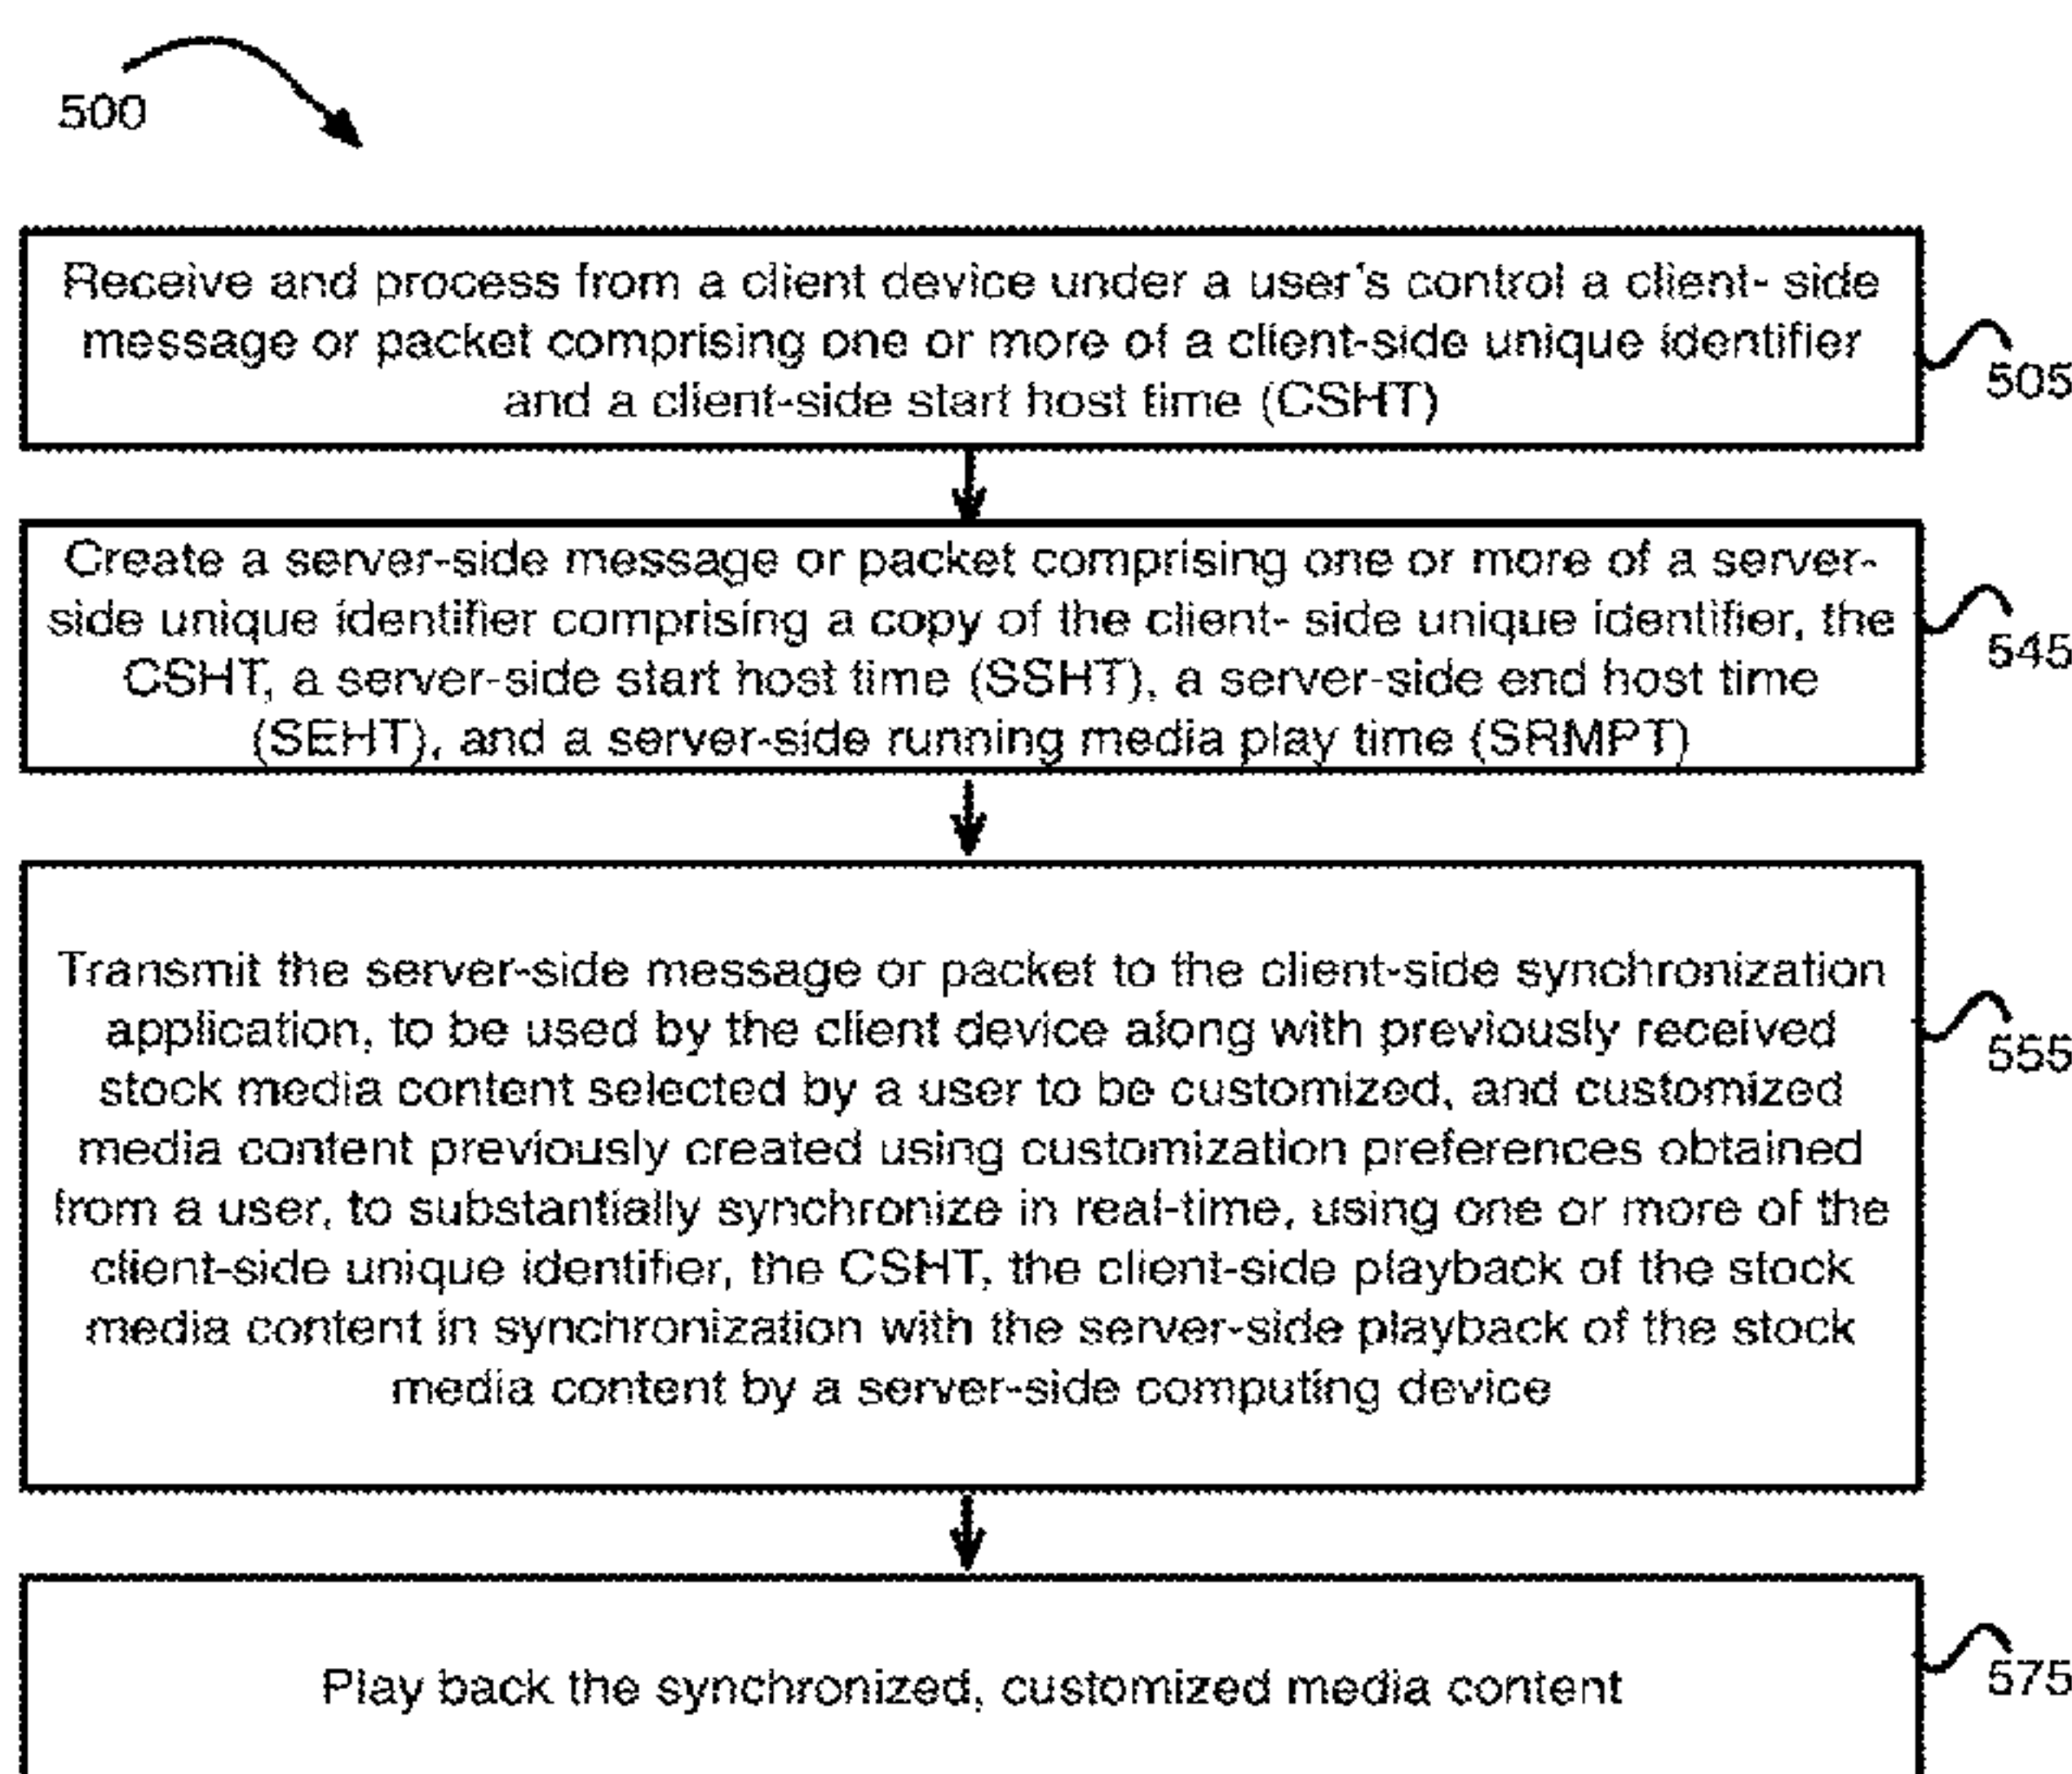 500
Receive and process from a client device under a user's control a client- side
message or packet comprising one or more of a client-side unique identifier
and a client-side start host time (CSHT)
505
Create a server-side message or packet comprising one or more of a server-
side unique identifier comprising a copy of the client- side unique identifier, the
CSHT, a server-side start host time (SSHT), a server-side end host time
(SEHT), and a server-side running media play time (SRMPT)
545
Transmit the server-side message or packet to the client-side synchronization
application, to be used by the client device along with previously received
stock media content selected by a user to be customized, and customized
media content previously created using customization preferences obtained
from a user, to substantially synchronize in real-time, using one or more of the
client-side unique identifier, the CSHT, the client-side playback of the stock
media content in synchronization with the server-side playback of the stock
media content by a server-side computing device
555
Play back the synchronized, customized media content
575